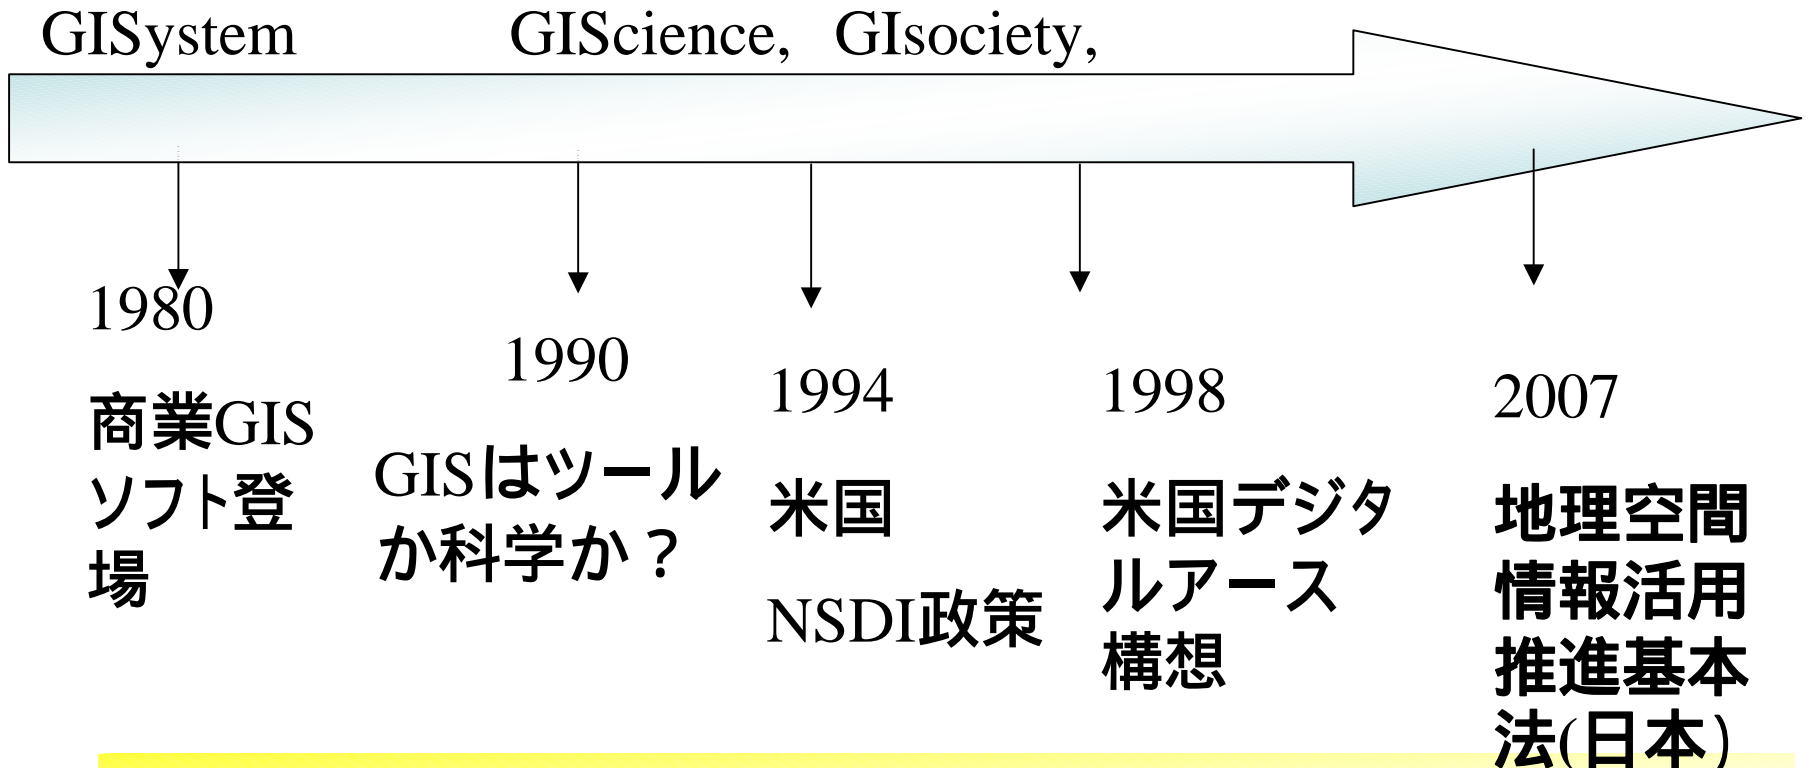 GISystem
GIScience, GIsociety,
1980
商業GIS
ソフト登
場
1990
GISはツール
か科学か？
1994
米国
NSDI政策
1998
米国デジタ
ルアース
構想
2007
地理空間
情報活用
推進基本
法(日本)